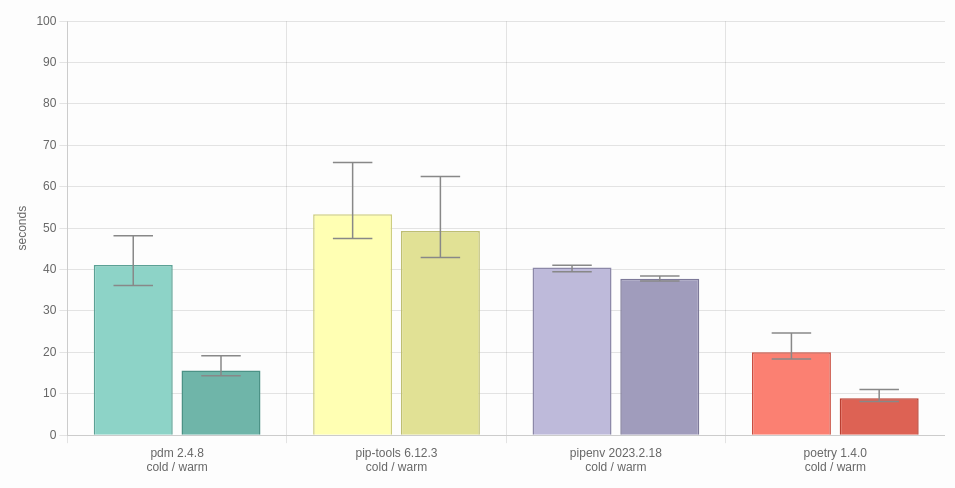 100
90
80
70
60
50
40
30
20
10
0
seconds
pdm 2.4.8
cold / warm
pip-tools 6.12.3
cold / warm
pipenv 2023.2.18
cold / warm
poetry 1.4.0
cold / warm